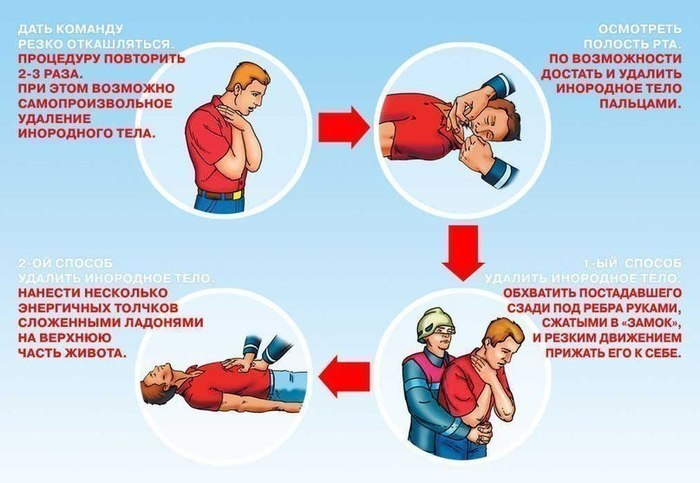 ДАТЬ КОМАНДУ
РЕЗКО ОТКАШЛЯТЬСЯ.
ПРОЦЕДУРУ ПОВТОРИТЬ
2-3 РАЗА.
ПРИ ЭТОМ ВОЗМОЖНО
САМОПРОИЗВОЛЬНОЕ
УДАЛЕНИЕ
ИНОРОДНОГО ТЕЛА.
ОСМОТРЕТЬ
ПОЛОСТЬ РТА.
ПО ВОЗМОЖНОСТИ
ДОСТАТЬ И УДАЛИТЬ
ИНОРОДНОЕ ТЕЛО
ПАЛЬЦАМИ.
1-ЫЙ СПОСОБ
УДАЛИТЬ ИНОРОДНОЕ ТЕЛО.
ОБХВАТИТЬ ПОСТАДАВШЕГО
СЗАДИ ПОД РЕБРА РУКАМИ,
СЖАТЫМИ В «ЗАМОК»,
И РЕЗКИМ ДВИЖЕНИЕМ
ПРИЖАТЬ ЕГО К СЕБЕ.
2-ОЙ СПОСОБ
УДАЛИТЬ ИНОРОДНОЕ ТЕЛО.
НАНЕСТИ НЕСКОЛЬКО
ЭНЕРГИЧНЫХ ТОЛЧКОВ
СЛОЖЕННЫМИ ЛАДОНЯМИ
НА ВЕРХНЮЮ
ЧАСТЬ ЖИВОТА.